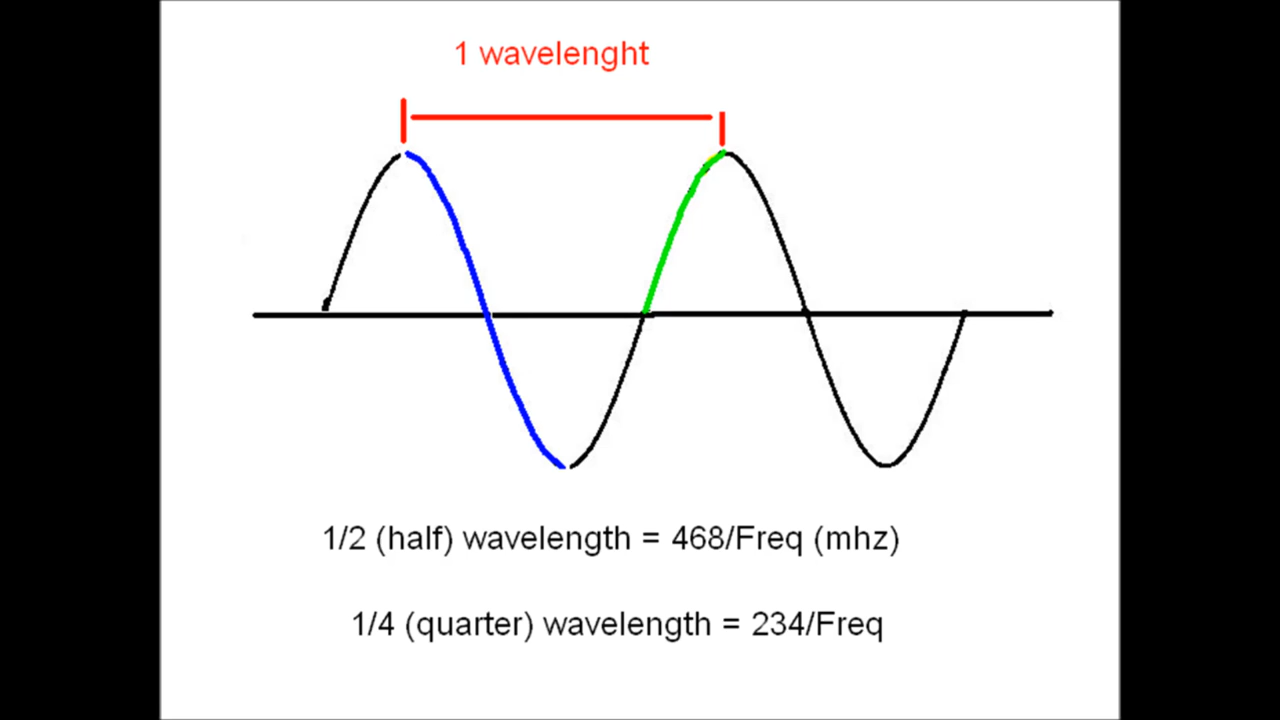 1 wavelenght
1/2 (half) wavelength = 468/Freq (mhz)
1/4 (quarter) wavelength = 234/Freq